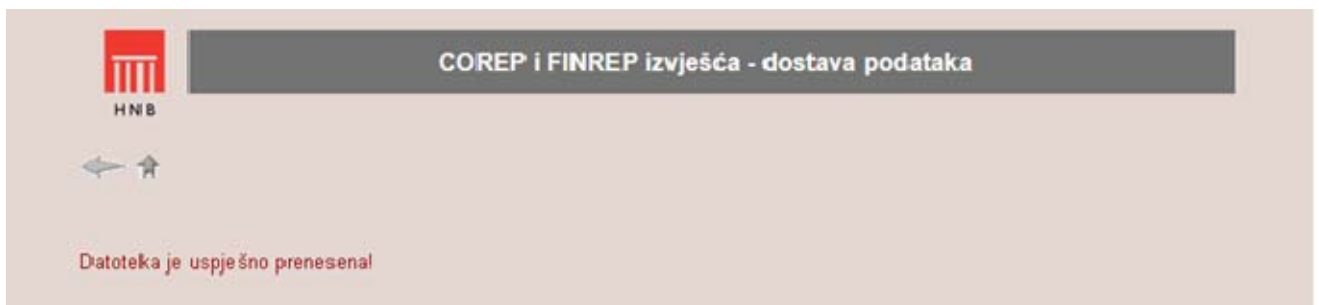 COREP i FINREP izvješća - dostava podataka
HNB
Datoteka je uspješno prenesena!